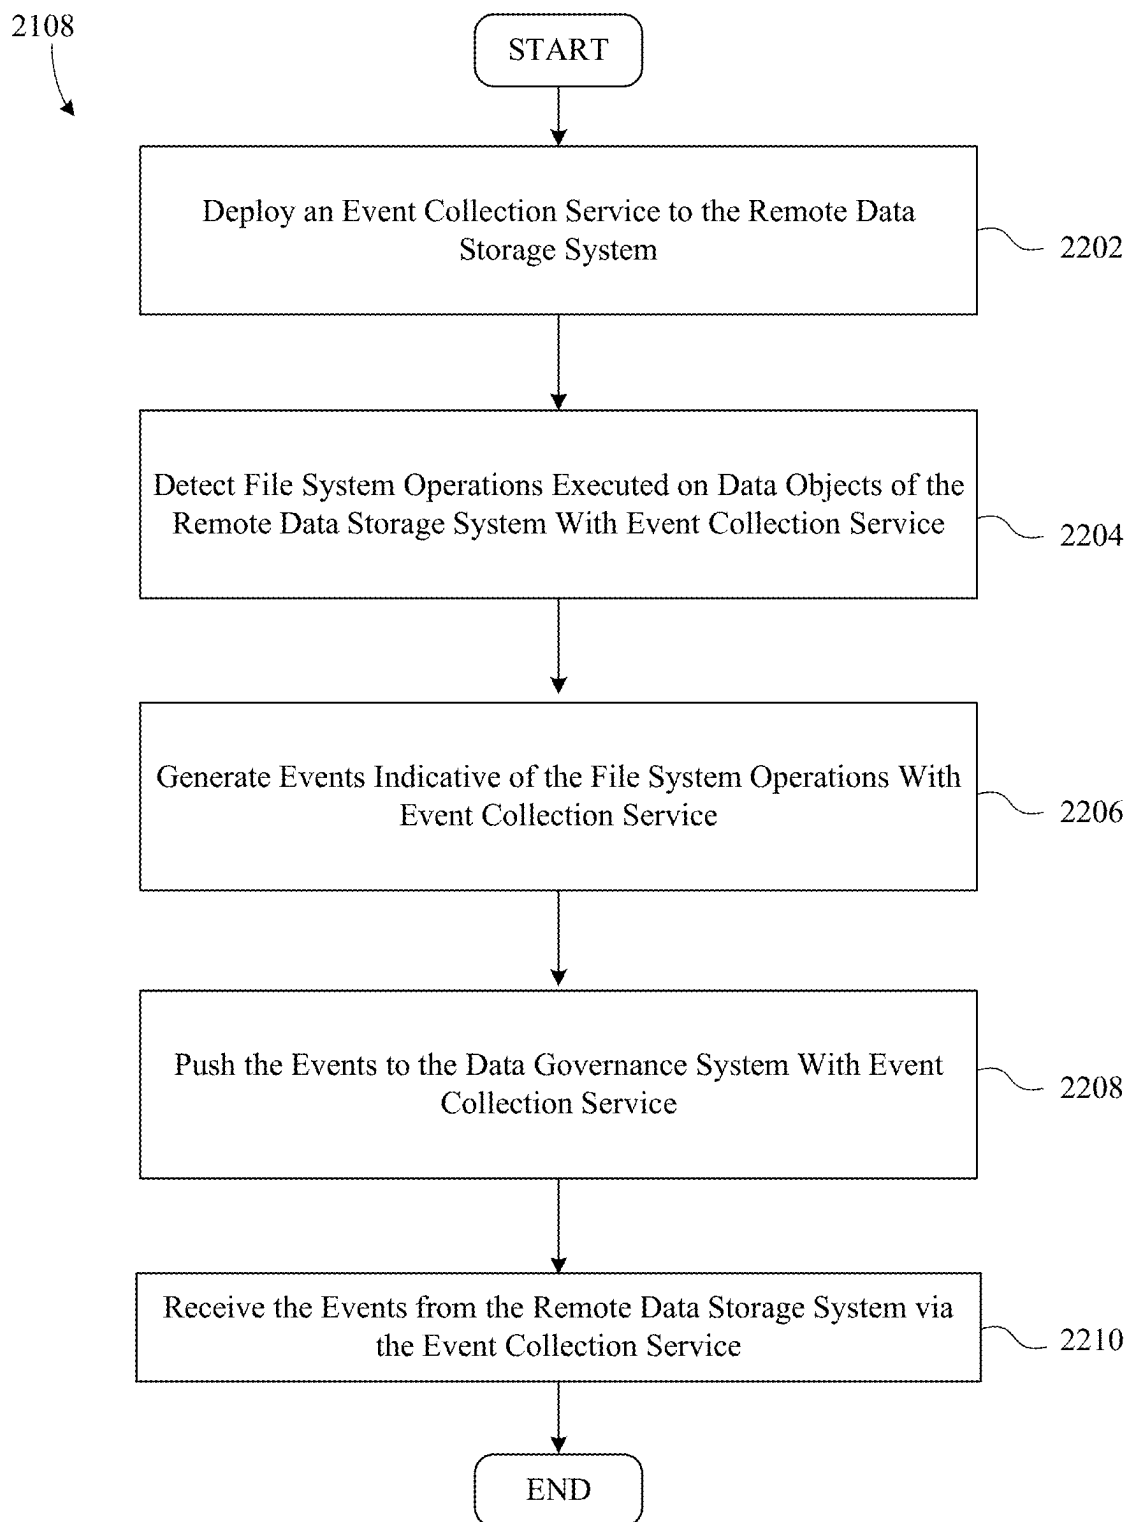 2108
START
Deploy an Event Collection Service to the Remote Data
Storage System
2202
Detect File System Operations Executed on Data Objects of the
Remote Data Storage System With Event Collection Service
2204
Generate Events Indicative of the File System Operations With
Event Collection Service
2206
Push the Events to the Data Governance System With Event
Collection Service
2208
Receive the Events from the Remote Data Storage System via
the Event Collection Service
2210
END